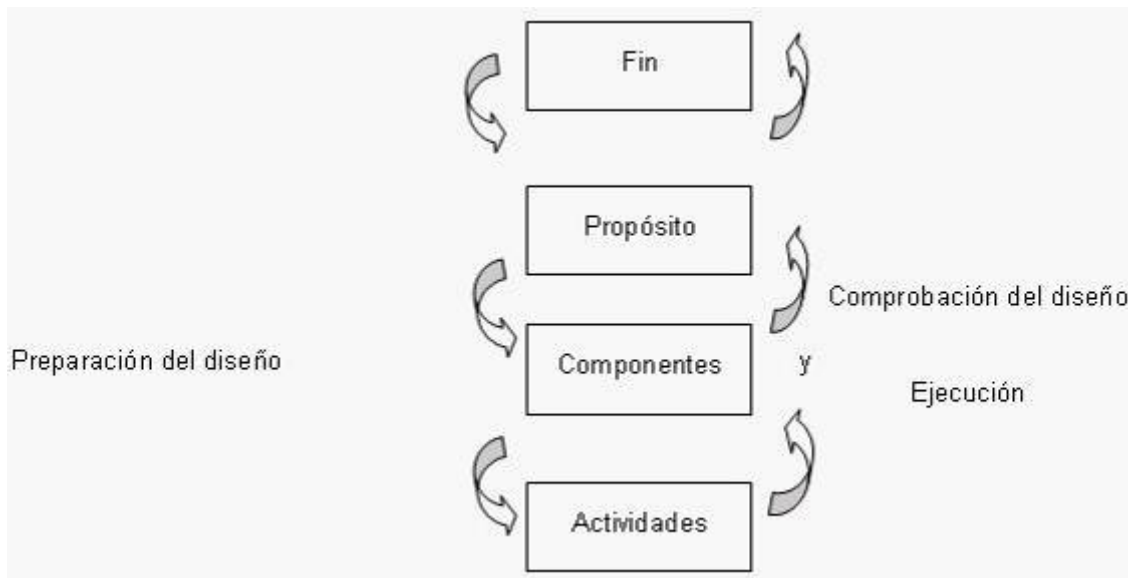 Fin
Propósito
Comprobación del diseño
Preparación del diseño
Componentes
y
Ejecución
Actividades